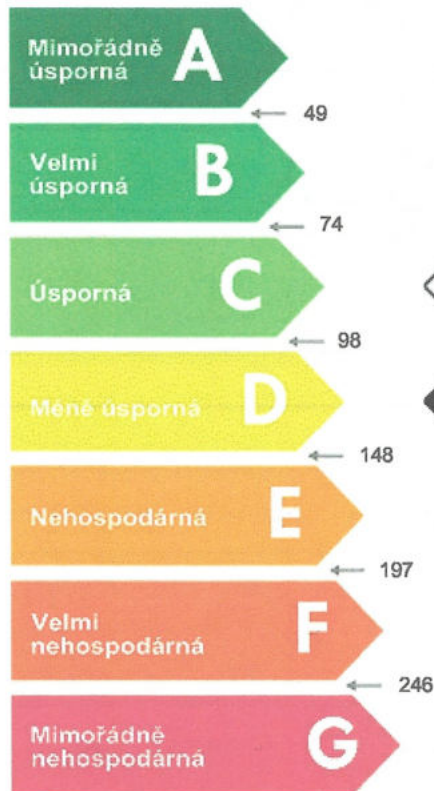 Mimořádně
úsporná
A
49
Velmi
úsporná
B
74
Úsporná
C
98
Méně úsporná
D
148
Nehospodárná
E
197
Velmi
nehospodárná
F
246
Mimořádně
nehospodárná
G